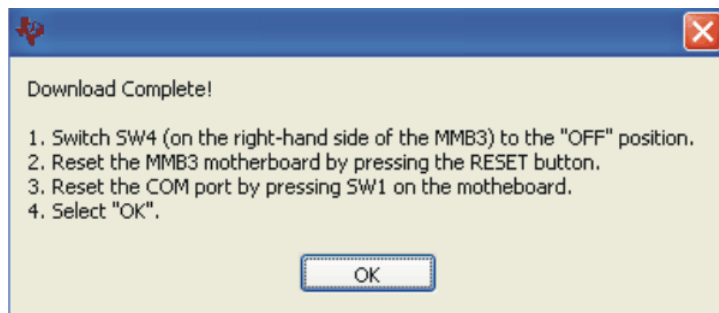 Download Complete!
1. Switch SW4 (on the right-hand side of the MMB3) to the "OFF" position.
2. Reset the MMB3 motherboard by pressing the RESET button.
3. Reset the COM port by pressing SW1 on the motheboard.
4. Select "OK".
OK